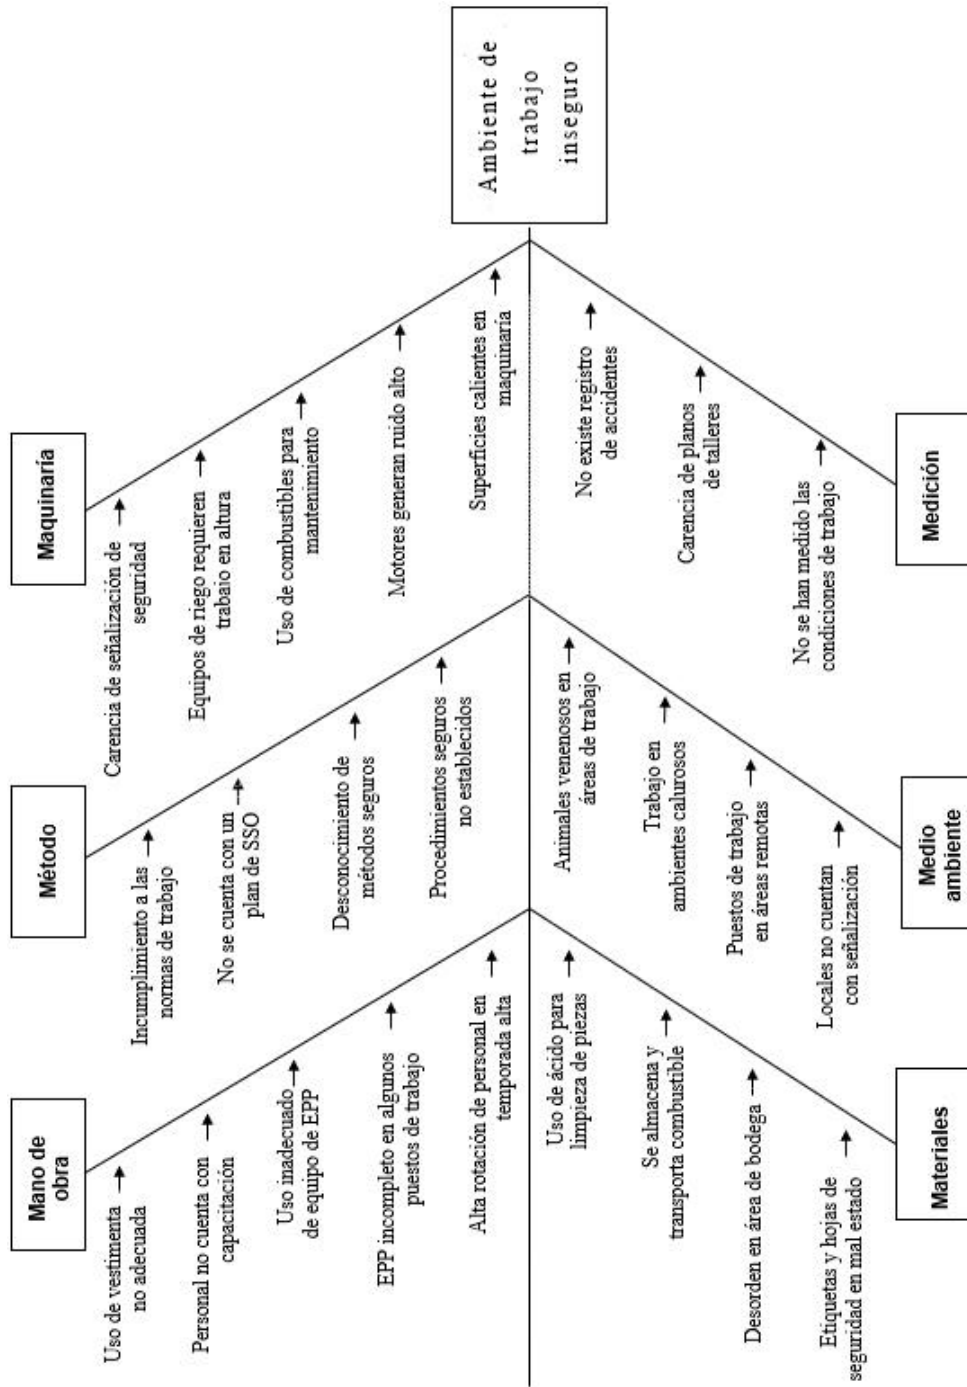 Mano de
obra
Método
Maquinaría
Uso de vestimenta
no adecuada
Personal no cuenta con
capacitación
Uso inadecuado
de equipo de EPP
EPP incompleto en algunos
puestos de trabajo
Alta rotación de personal en
temporada alta
Incumplimiento a las
normas de trabajo
No se cuenta con un
plan de SSO
Desconocimiento de
métodos seguros
Procedimientos seguros
no establecidos
Carencia de señalización de
seguridad
Equipos de riego requieren
trabaio en altura
Uso de combustibles para
mantenimiento
Motores generan ruido alto
Superficies calientes en
maquinaría
Ambiente de
trabajo
inseguro
Uso de ácido para
limpieza de piezas
Se almacena y
transporta combustible
Desorden en área de bodega
Etiquetas y hojas de
seguridad en mal estado
Animales venenosos en
áreas de trabajo
Trabajo en
ambientes calurosos
Puestos de trabajo
en áreas remotas
Locales no cuentan
con señalización
No existe registro
de accidentes
Carencia de planos
de talleres
No se han medido las
condiciones de trabajo
Materiales
Medio
ambiente
Medición